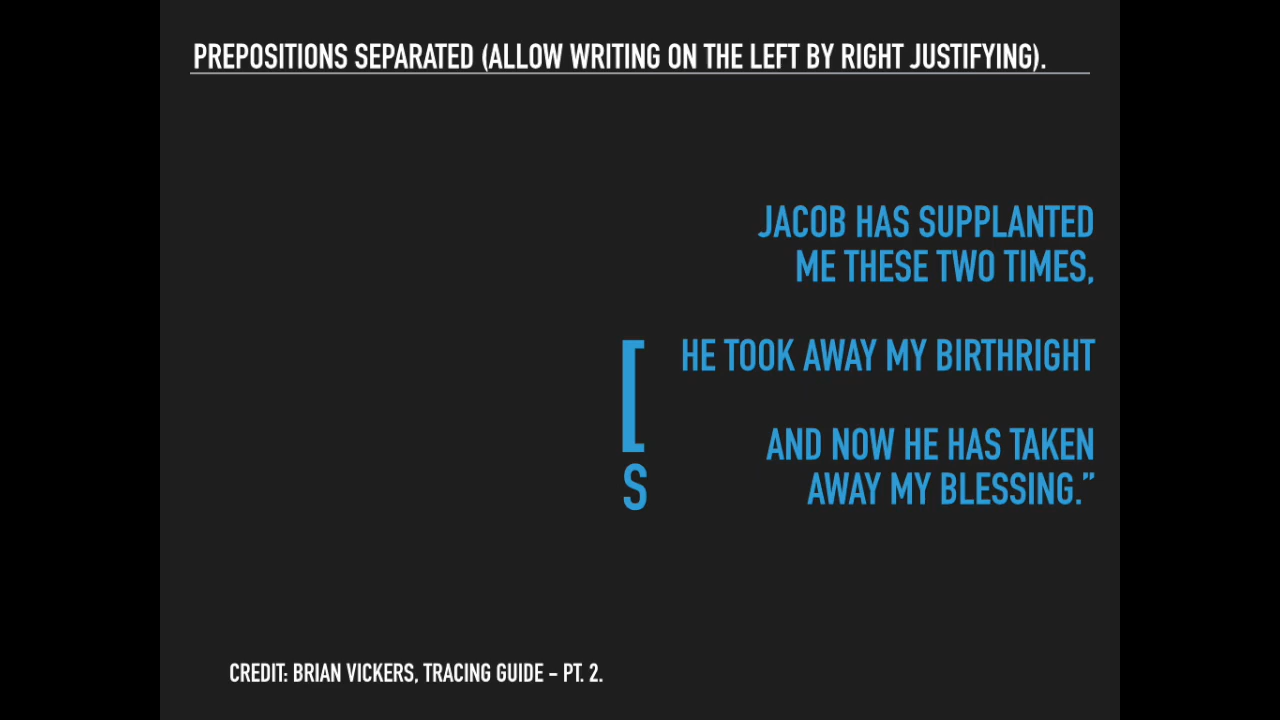 PREPOSITIONS SEPARATED (ALLOW WRITING ON THE LEFT BY RIGHT JUSTIFYING).
JACOB HAS SUPPLANTED
ME THESE TWO TIMES,
[ HE TOOK AWAY MY BIRTHRIGHT
AND NOW HE HAS TAKEN
S AWAY MY BLESSING.”
CREDIT: BRIAN VICKERS, TRACING GUIDE – PT. 2.